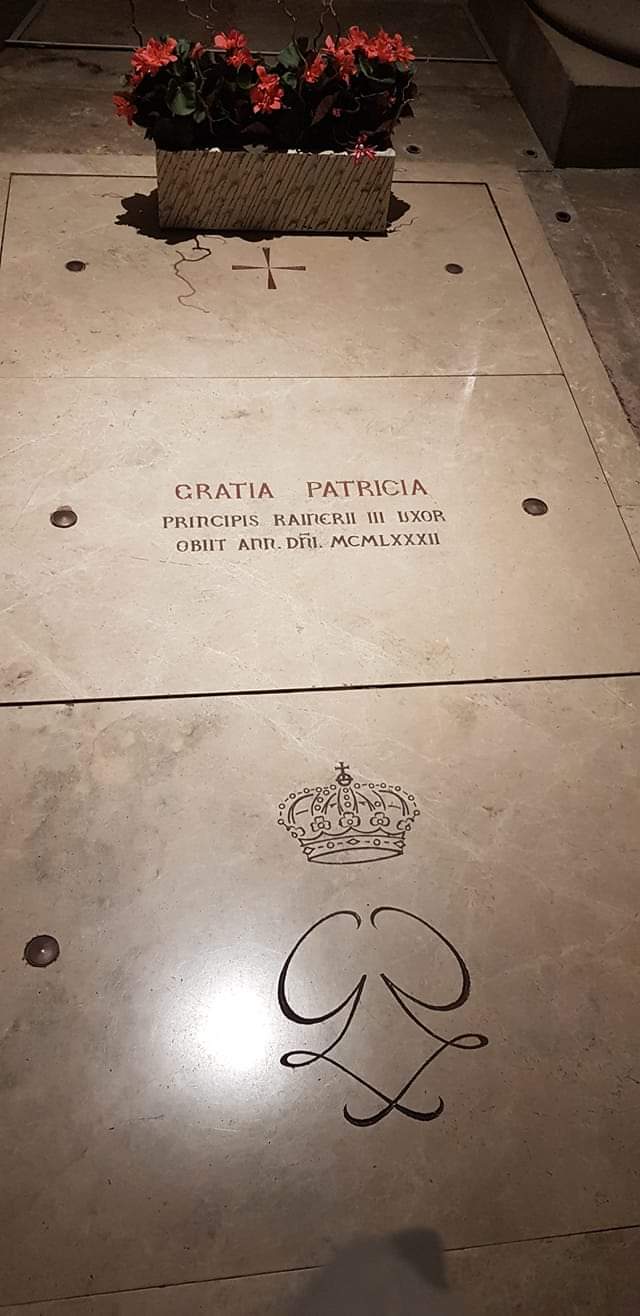 GRATIA PATRICIA
PRINCIPIS RAINERII III UXOR
OBIIT ANN. DÑI. MCMLXXXII